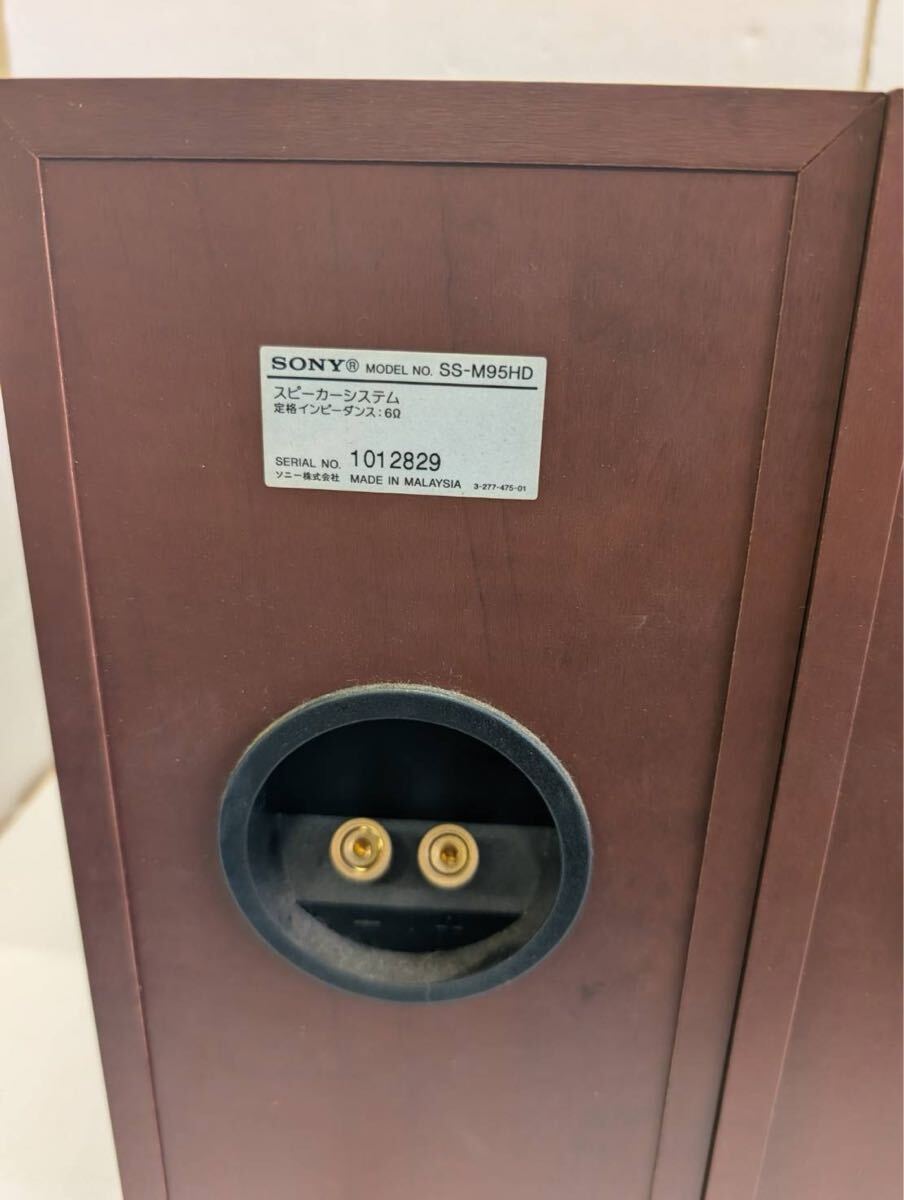 SONY® MODEL NO. SS-M95HD
スピーカーシステム
定格インピーダンス:6Ω
SERIAL NO. 1012829
ソニー株式会社 MADE IN MALAYSIA 3-277-475-01